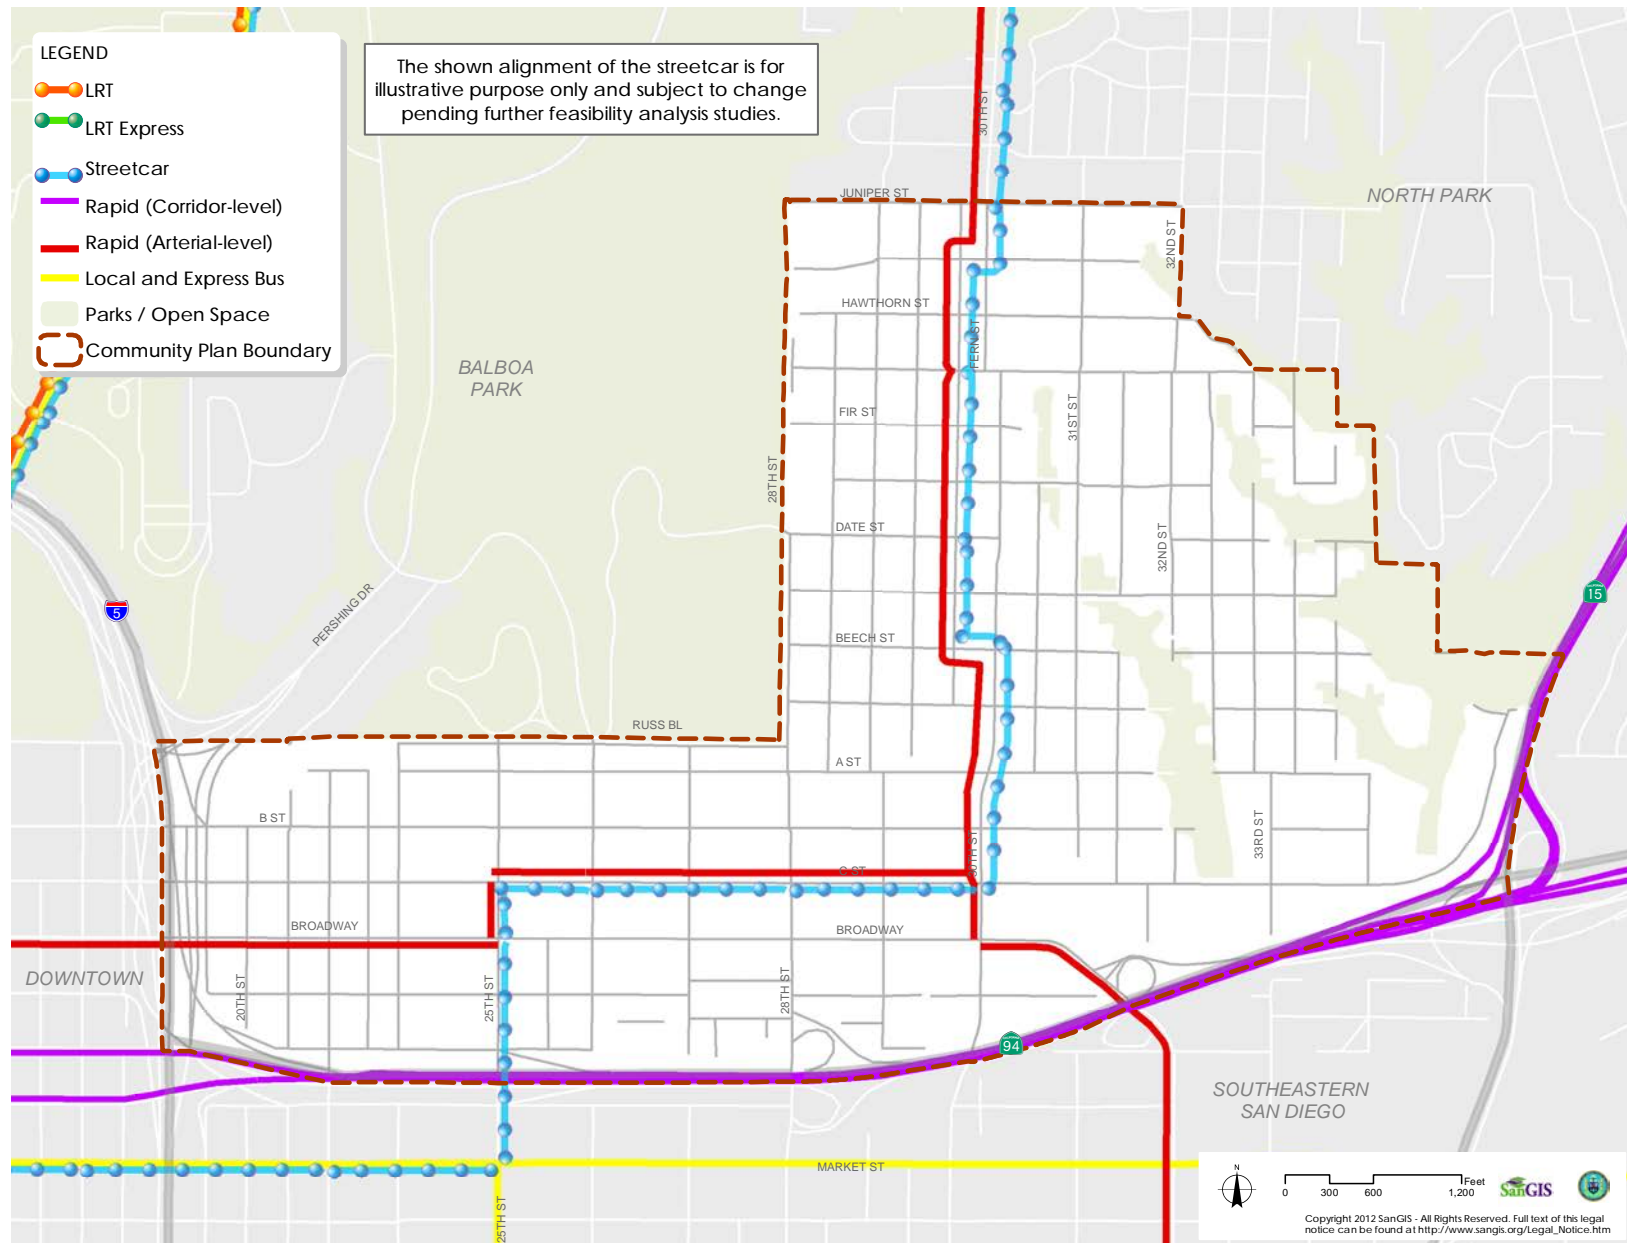 LEGEND
LRT
LRT Express
Streetcar
Rapid (Corridor-level)
Rapid (Arterial-level)
Local and Express Bus
Parks / Open Space
Community Plan Boundary
The shown alignment of the streetcar is for
illustrative purpose only and subject to change
pending further feasibility analysis studies.
30TH ST
JUNIPER ST
NORTH PARK
32ND ST
HAWTHORN ST
FERN ST
BALBOA
PARK
FIR ST
31ST ST
28TH ST
DATE ST
32ND ST
15
5
PERSHING DR
BEECH ST
RUSS BL
A ST
B ST
33RD ST
30TH ST
C ST
BROADWAY
BROADWAY
DOWNTOWN
20TH ST
25TH ST
28TH ST
94
SOUTHEASTERN
SAN DIEGO
MARKET ST
25TH ST
N
0 300 600 1,200
Feet
SanGIS
Copyright 2012 SanGIS - All Rights Reserved. Full text of this legal
notice can be found at http://www.sangis.org/Legal_Notice.htm